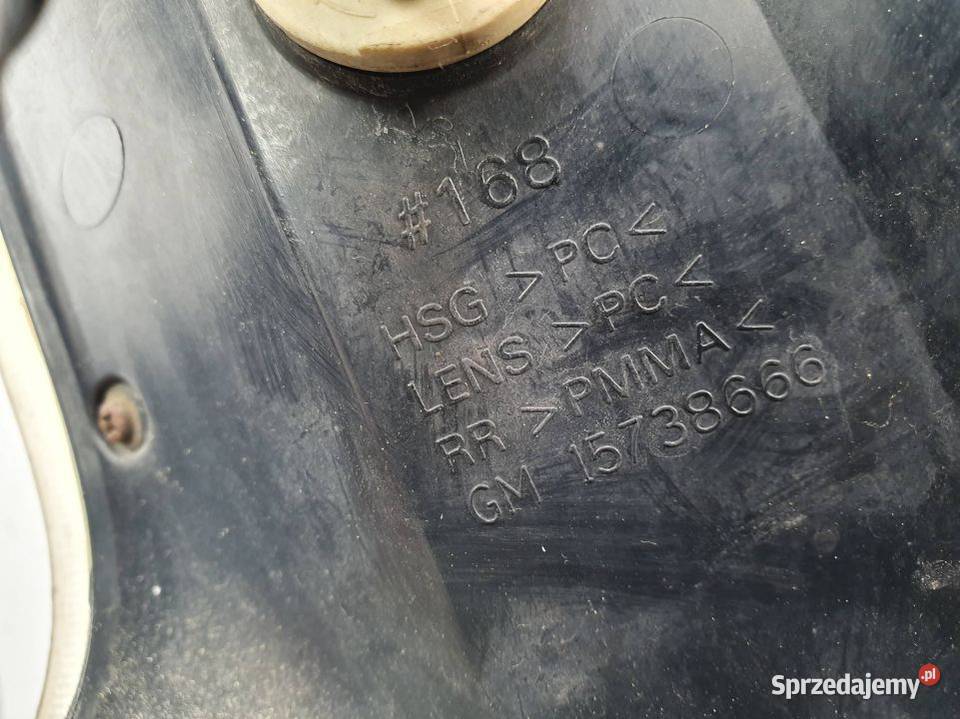 #168
HSG >PC<
LENS >PC<
RR >PMMA<
GM 15738666
Sprzedajemy.pl